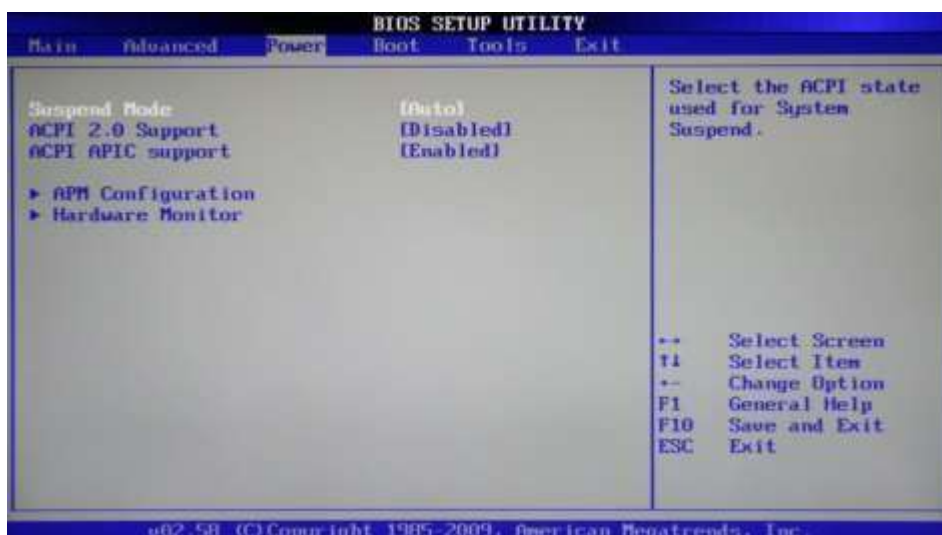 BIOS SETUP UTILITY
Main Advanced Power Boot Tools Exit
Suspend Mode [Auto]
ACPI 2.0 Support [Disabled]
ACPI APIC support [Enabled]
► APM Configuration
► Hardware Monitor
Select the ACPI state
used for System
Suspend.
←→ Select Screen
↑↓ Select Item
+- Change Option
F1 General Help
F10 Save and Exit
ESC Exit
v02.58 (C)Copyright 1985-2009, American Megatrends, Inc.